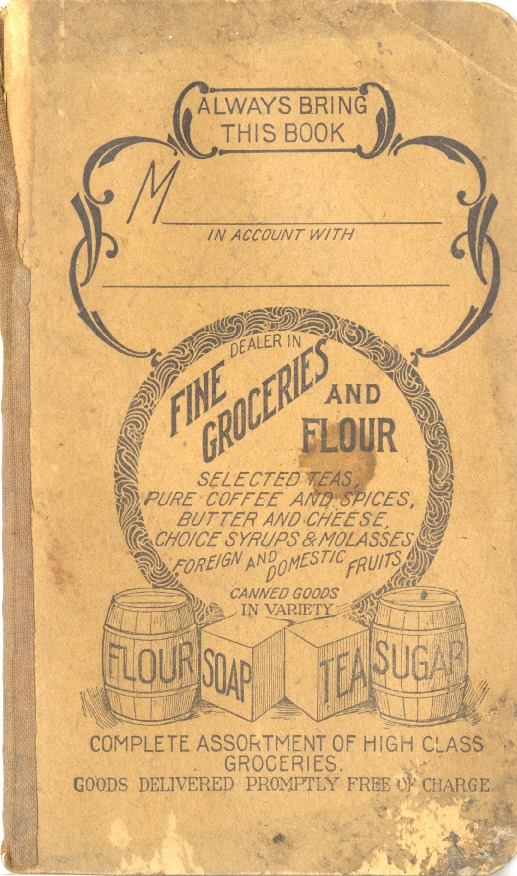 ALWAYS BRING
THIS BOOK
M
IN ACCOUNT WITH
DEALER IN
FINE
GROCERIES
AND
FLOUR
SELECTED TEAS,
PURE COFFEE AND SPICES,
BUTTER AND CHEESE,
CHOICE SYRUPS & MOLASSES
FOREIGN AND DOMESTIC FRUITS
CANNED GOODS
IN VARIETY
FLOUR SOAP TEA SUGAR
COMPLETE ASSORTMENT OF HIGH CLASS
GROCERIES.
GOODS DELIVERED PROMPTLY FREE OF CHARGE.